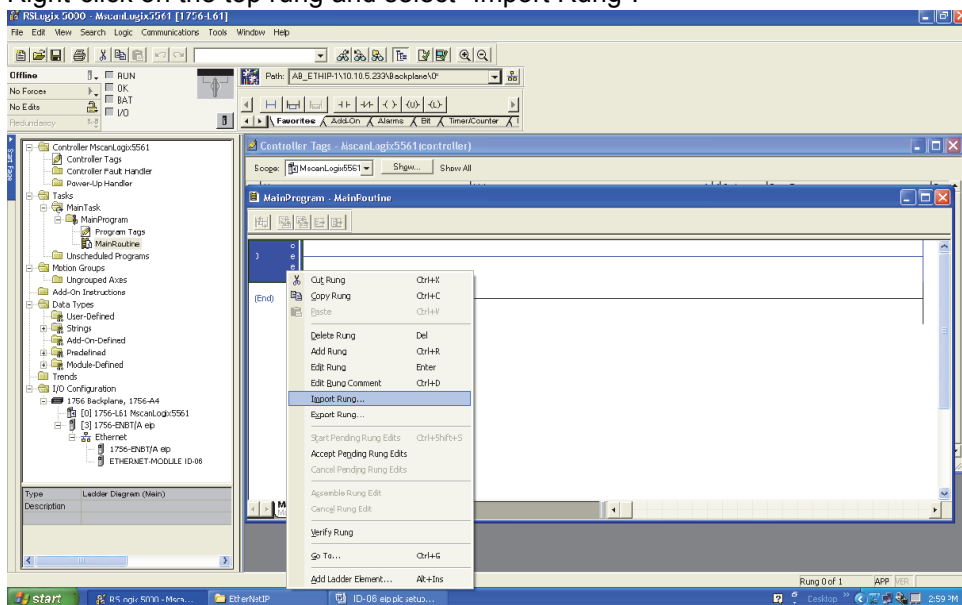 Right-click on the top rung and select "Import Rung".
RSLogix 5000 - MscanLogix5561 [1756-L61]
File Edit View Search Logic Communications Tools Window Help
Offline
RUN
No Forces
OK
No Edits
BAT
Redundancy
I/O
Path: AB_ETHIP-1\10.10.5.233\Backplane\0*
Favorites Add-On Alarms Bit Timer/Counter
Start Page
Controller MscanLogix5561
Controller Tags
Controller Fault Handler
Power-Up Handler
Tasks
MainTask
MainProgram
Program Tags
MainRoutine
Unscheduled Programs
Motion Groups
Ungrouped Axes
Add-On Instructions
Data Types
User-Defined
Strings
Add-On-Defined
Predefined
Module-Defined
Trends
I/O Configuration
1756 Backplane, 1756-A4
[0] 1756-L61 MscanLogix5561
[3] 1756-ENBT/A eip
Ethernet
1756-ENBT/A eip
ETHERNET-MODULE ID-06
Type Ladder Diagram (Main)
Description
Controller Tags - MscanLogix5561(controller)
Scope: MscanLogix5561 Show... Show All
MainProgram - MainRoutine
e
e
(End)
Cut Rung Ctrl+X
Copy Rung Ctrl+C
Paste Ctrl+V
Delete Rung Del
Add Rung Ctrl+R
Edit Rung Enter
Edit Rung Comment Ctrl+D
Import Rung...
Export Rung...
Start Pending Rung Edits Ctrl+Shift+S
Accept Pending Rung Edits
Cancel Pending Rung Edits
Assemble Rung Edit
Cancel Rung Edit
Verify Rung
Go To... Ctrl+G
Add Ladder Element... Alt+Ins
Rung 0 of 1 APP VER
start
RSLogix 5000 - Msca...
EtherNetIP
ID-06 eip plc setup...
Desktop
2:59 PM